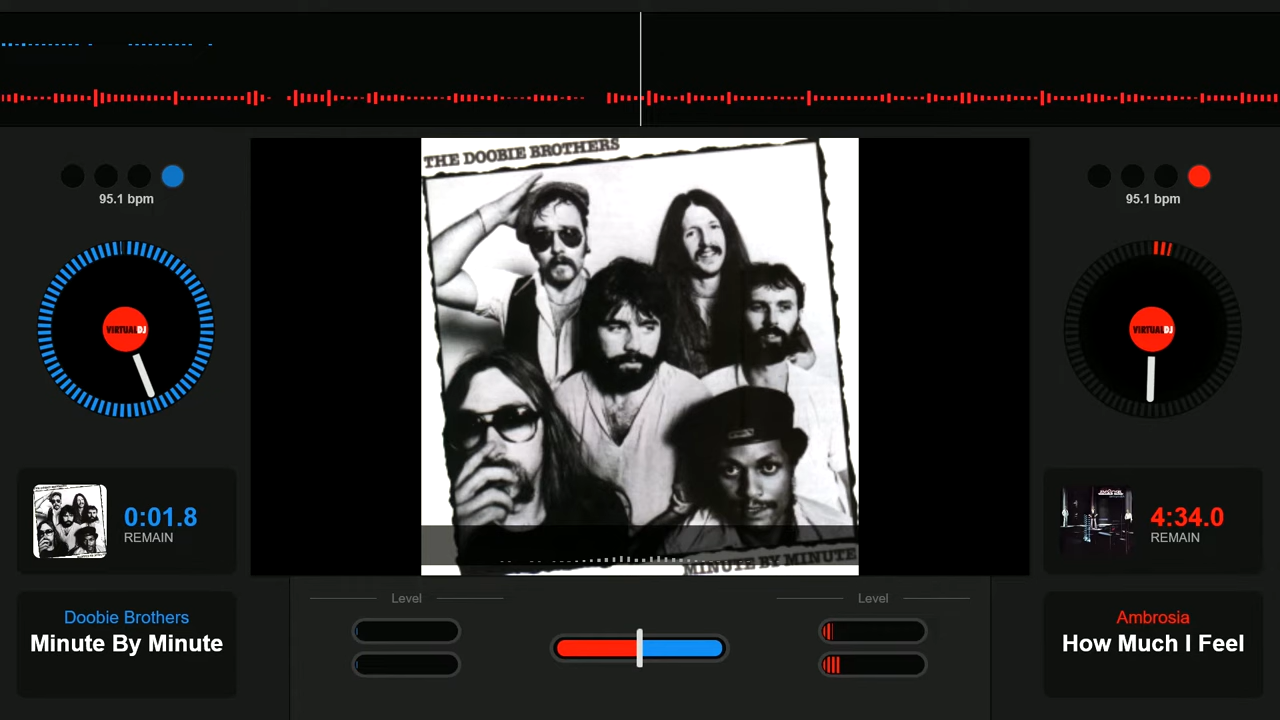 THE DOOBIE BROTHERS
95.1 bpm
95.1 bpm
VIRTUALDJ
VIRTUALDJ
0:01.8
REMAIN
4:34.0
REMAIN
MINUTE BY MINUTE
Doobie Brothers
Minute By Minute
Level
Level
Ambrosia
How Much I Feel